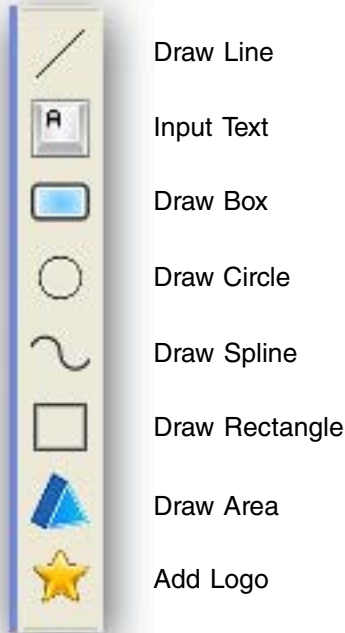 Draw Line
A
Input Text
Draw Box
Draw Circle
Draw Spline
Draw Rectangle
Draw Area
Add Logo